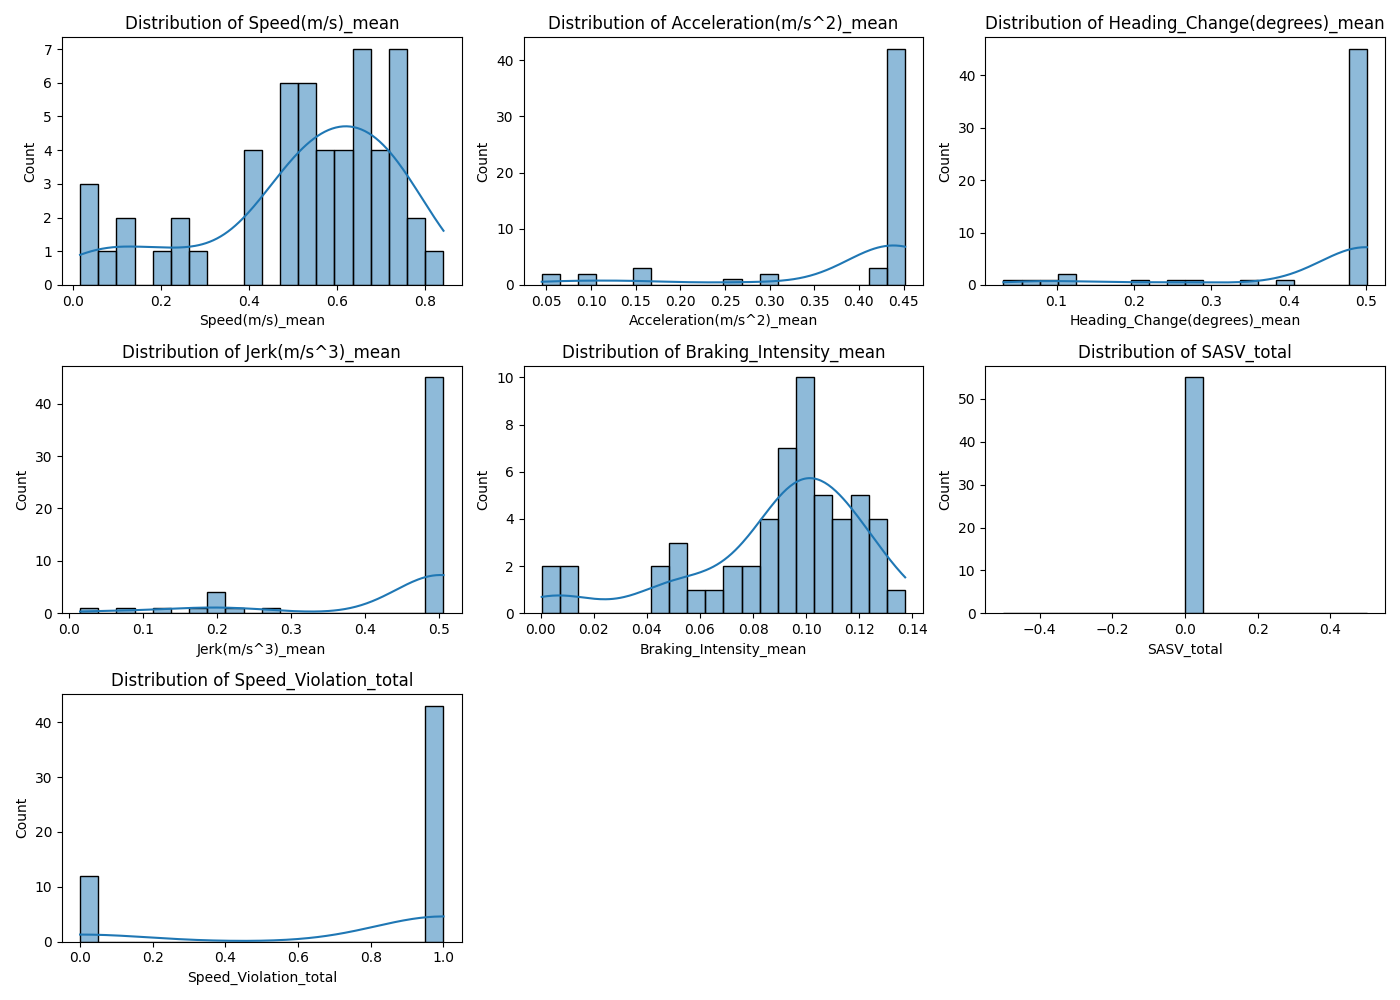 Distribution of Speed(m/s)_mean
7
6
5
4
3
2
1
0
Count
0.0 0.2 0.4 0.6 0.8
Speed(m/s)_mean
Distribution of Acceleration(m/s^2)_mean
40
30
20
10
0
Count
0.05 0.10 0.15 0.20 0.25 0.30 0.35 0.40 0.45
Acceleration(m/s^2)_mean
Distribution of Heading_Change(degrees)_mean
40
30
20
10
0
Count
0.1 0.2 0.3 0.4 0.5
Heading_Change(degrees)_mean
Distribution of Jerk(m/s^3)_mean
40
30
20
10
0
Count
0.0 0.1 0.2 0.3 0.4 0.5
Jerk(m/s^3)_mean
Distribution of Braking_Intensity_mean
10
8
6
4
2
0
Count
0.00 0.02 0.04 0.06 0.08 0.10 0.12 0.14
Braking_Intensity_mean
Distribution of SASV_total
50
40
30
20
10
0
Count
−0.4 −0.2 0.0 0.2 0.4
SASV_total
Distribution of Speed_Violation_total
40
30
20
10
0
Count
0.0 0.2 0.4 0.6 0.8 1.0
Speed_Violation_total